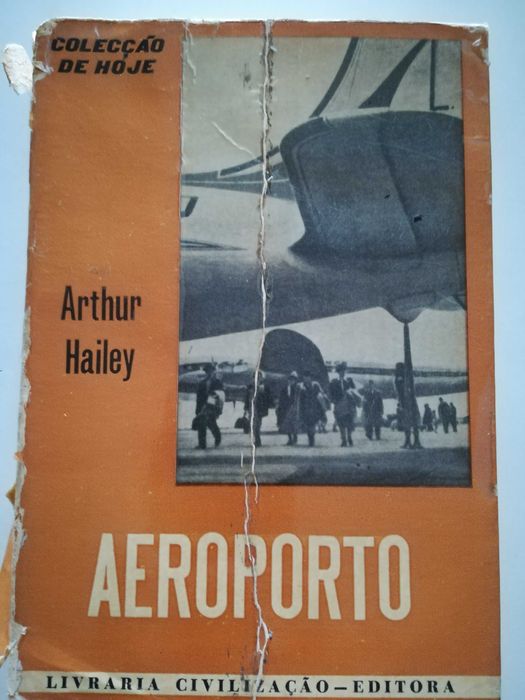 COLECÇÃO
DE HOJE
Arthur
Hailey
AEROPORTO
LIVRARIA CIVILIZAÇÃO—EDITORA